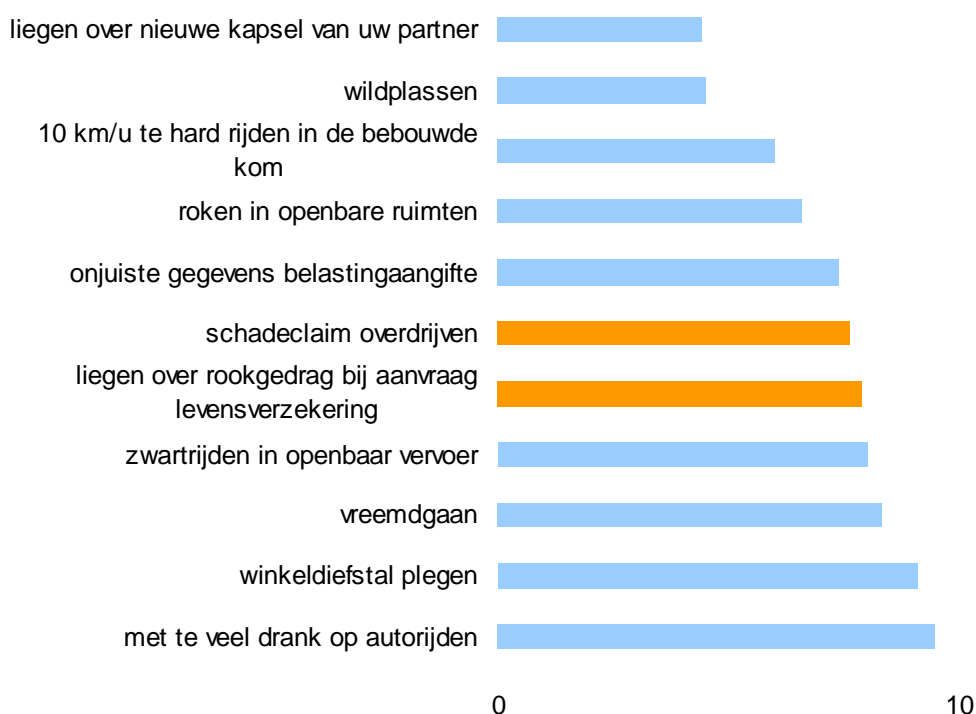 liegen over nieuwe kapsel van uw partner
wildplassen
10 km/u te hard rijden in de bebouwde
kom
roken in openbare ruimten
onjuiste gegevens belastingaangifte
schadeclaim overdrijven
liegen over rookgedrag bij aanvraag
levensverzekering
zwartrijden in openbaar vervoer
vreemdgaan
winkeldiefstal plegen
met te veel drank op autorijden
0 10